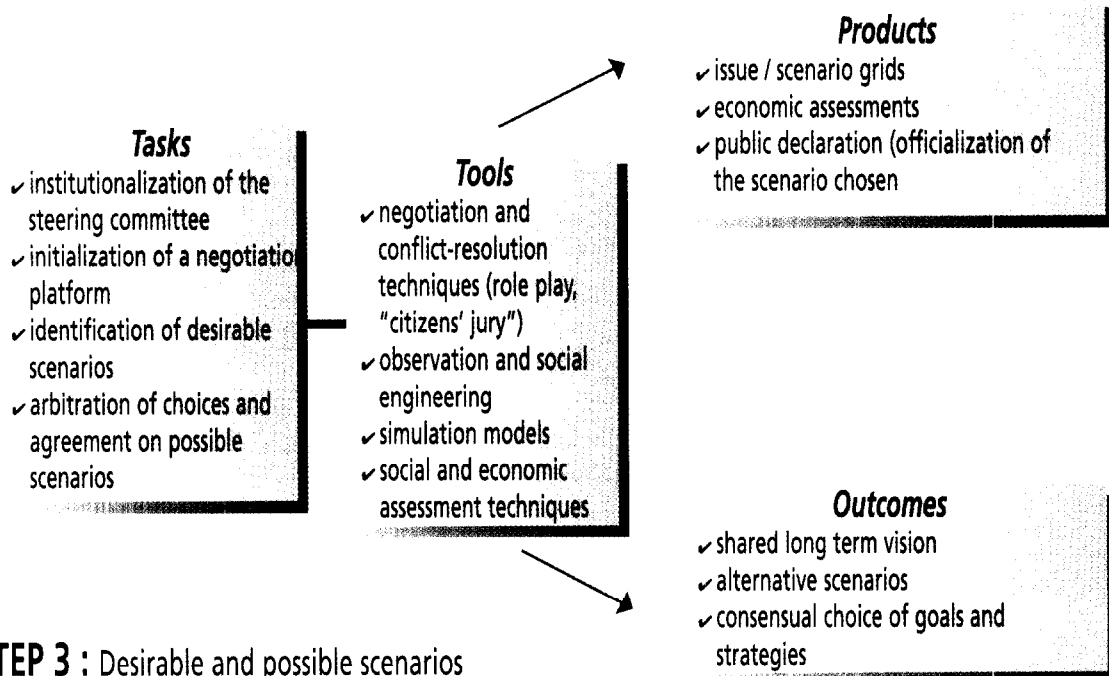 Tasks
✓ institutionalization of the
steering committee
✓ initialization of a negotiation
platform
✓ identification of desirable
scenarios
✓ arbitration of choices and
agreement on possible
scenarios
Tools
✓ negotiation and
conflict-resolution
techniques (role play,
"citizens' jury")
✓ observation and social
engineering
✓ simulation models
✓ social and economic
assessment techniques
Products
✓ issue / scenario grids
✓ economic assessments
✓ public declaration (officialization of
the scenario chosen
Outcomes
✓ shared long term vision
✓ alternative scenarios
✓ consensual choice of goals and
strategies
TEP 3 : Desirable and possible scenarios